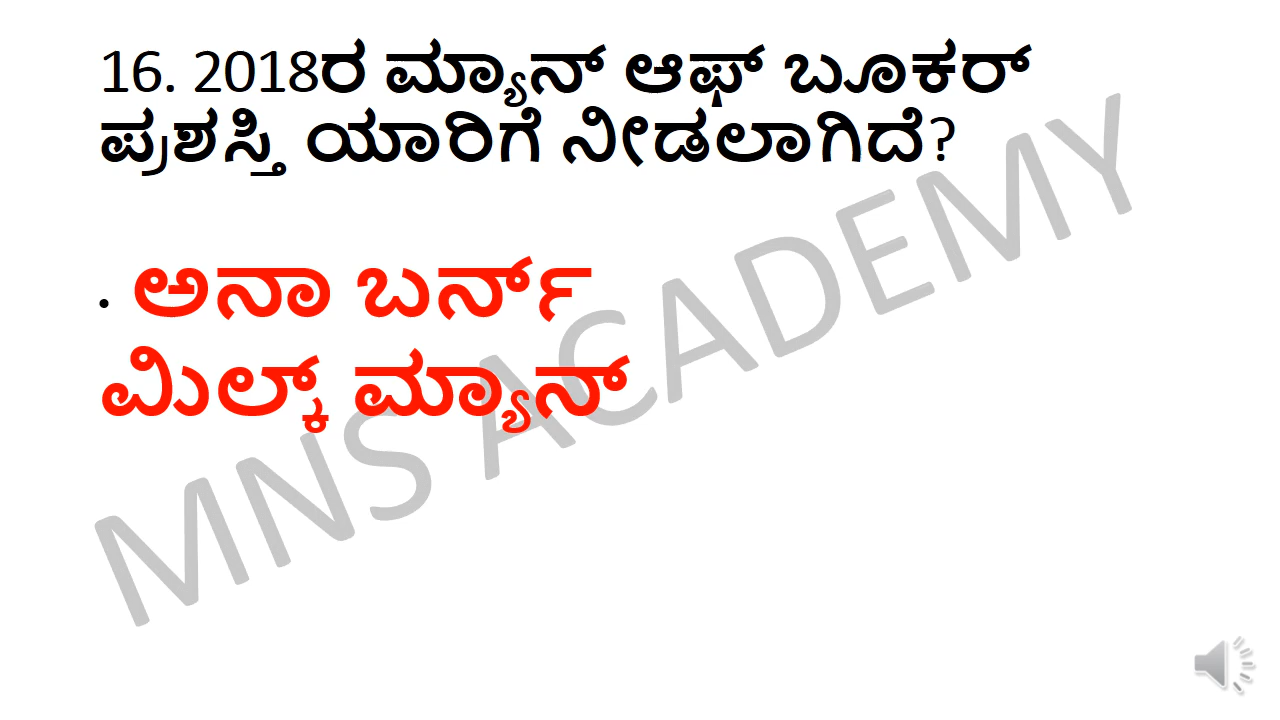 16. 2018ರ ಮ್ಯಾನ್ ಆಫ್ ಬೂಕರ್
ಪ್ರಶಸ್ತಿ ಯಾರಿಗೆ ನೀಡಲಾಗಿದೆ?
• ಅನಾ ಬರ್ನ್ಸ್
ಮಿಲ್ಕ್ ಮ್ಯಾನ್
MNS ACADEMY